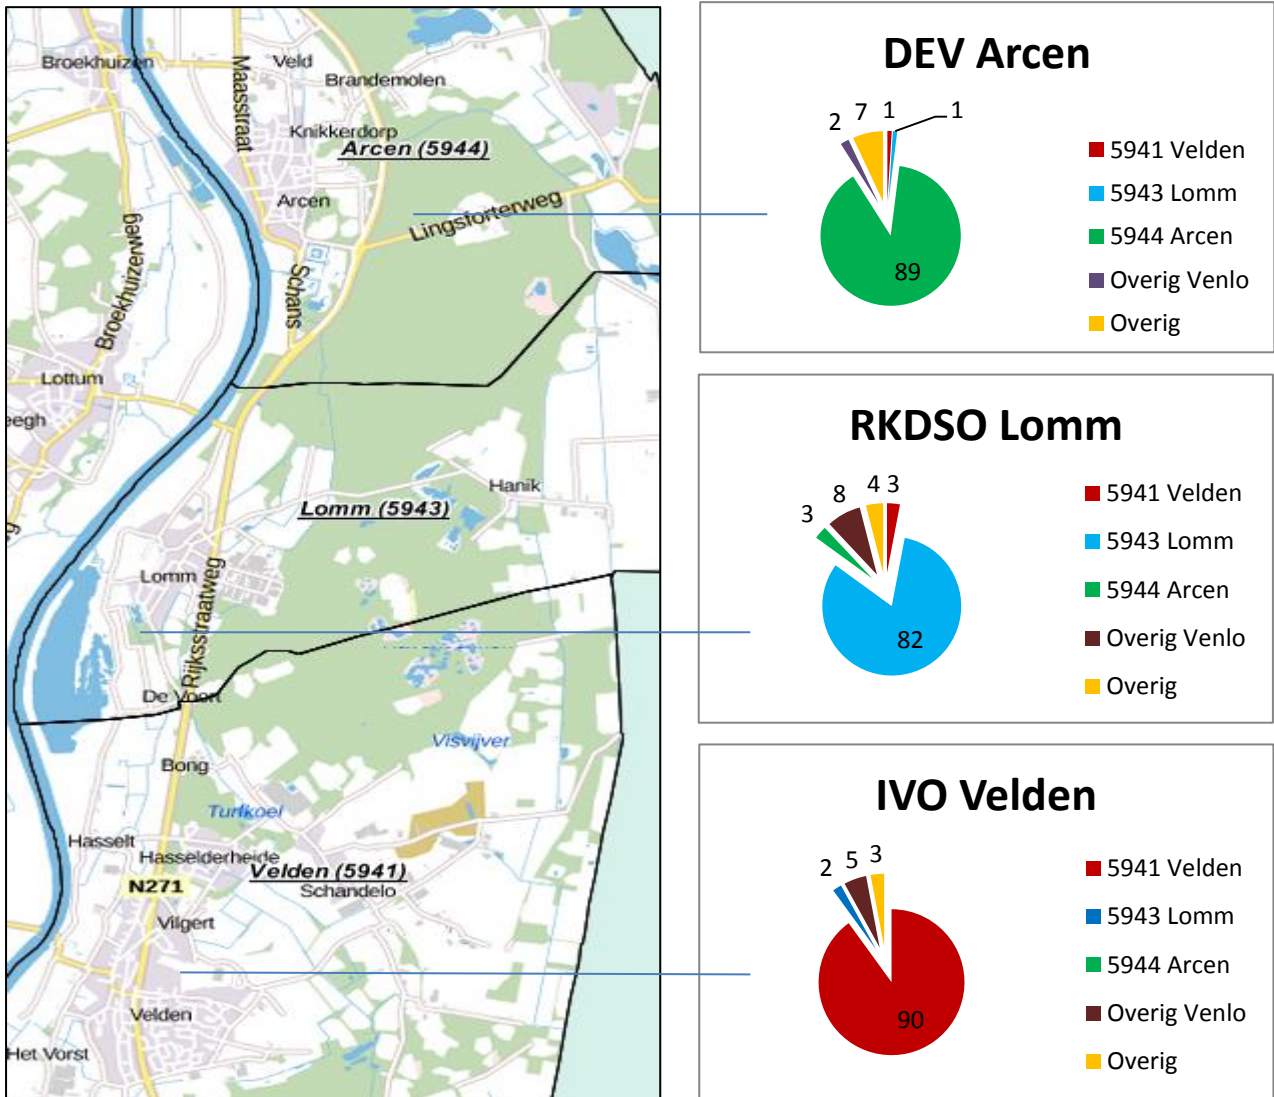 Broekhuizen
Maasstraat
Veld
Brandemolen
Knikkerdorp
Arcen (5944)
Arcen
Lingsforterweg
Broekhuizerweg
Schans
Lottum
eegh
Hanik
Lomm (5943)
Lomm
Rijksstraatweg
De Voort
Visvijver
Bong
Turfkoel
Hasselt
Hasselderheide
Velden (5941)
Schandelo
N271
Vilgert
Velden
Het Vorst
DEV Arcen
2 7 1 1
89
5941 Velden
5943 Lomm
5944 Arcen
Overig Venlo
Overig
RKDSO Lomm
3 8 4 3
82
5941 Velden
5943 Lomm
5944 Arcen
Overig Venlo
Overig
IVO Velden
2 5 3
90
5941 Velden
5943 Lomm
5944 Arcen
Overig Venlo
Overig